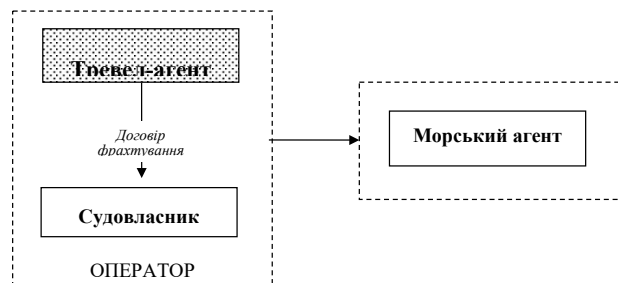 Тревел-агент
Договір
фрахтування
Судовласник
ОПЕРАТОР
Морський агент